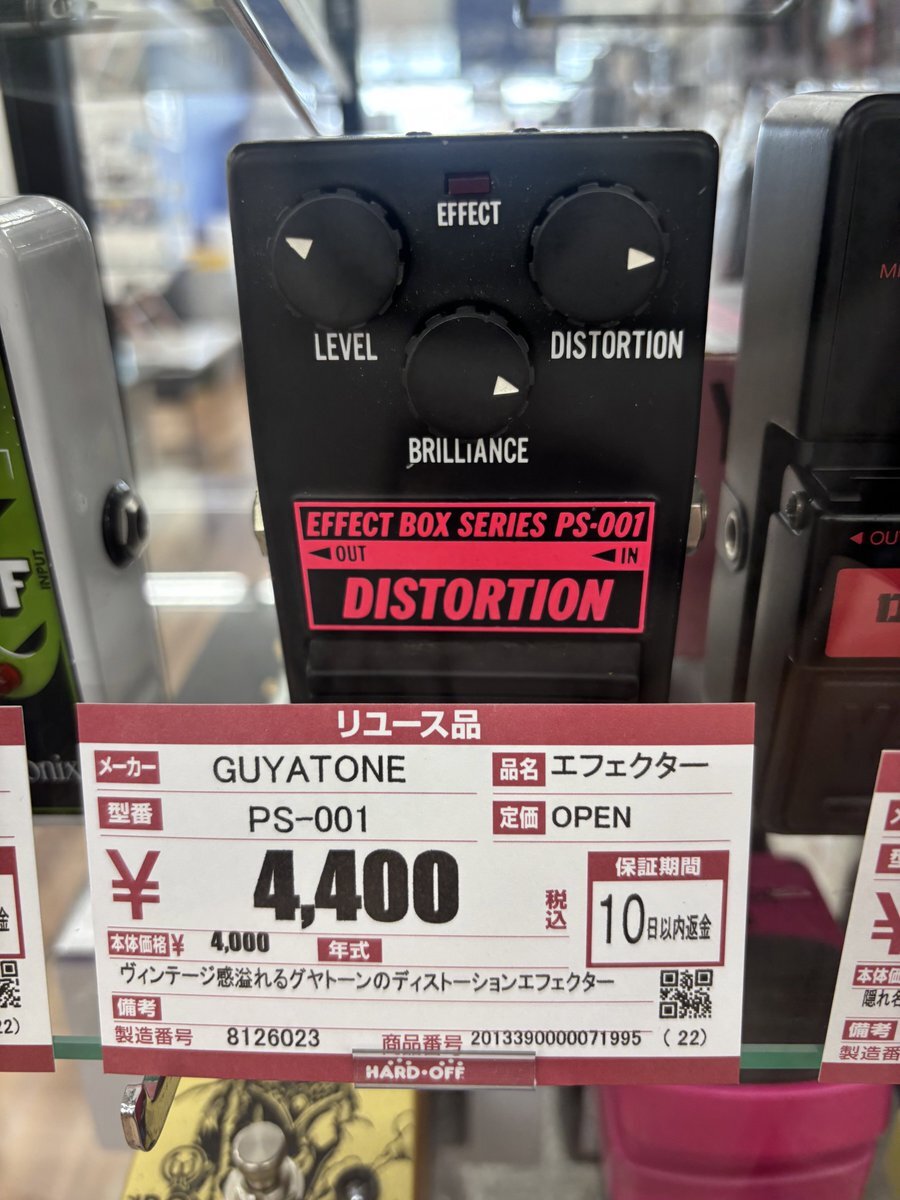 EFFECT
LEVEL
DISTORTION
BRILLIANCE
EFFECT BOX SERIES PS-001
◀OUT ◀IN
DISTORTION
INPUT
リユース品
メーカー GUYATONE 品名 エフェクター
型番 PS-001 定価 OPEN
¥ 4,400 税込 保証期間
10日以内返金
本体価格¥ 4,000 年式
ヴィンテージ感溢れるグヤトーンのディストーションエフェクター
備考
製造番号 8126023 商品番号 2013390000071995 (22)
HARD・OFF